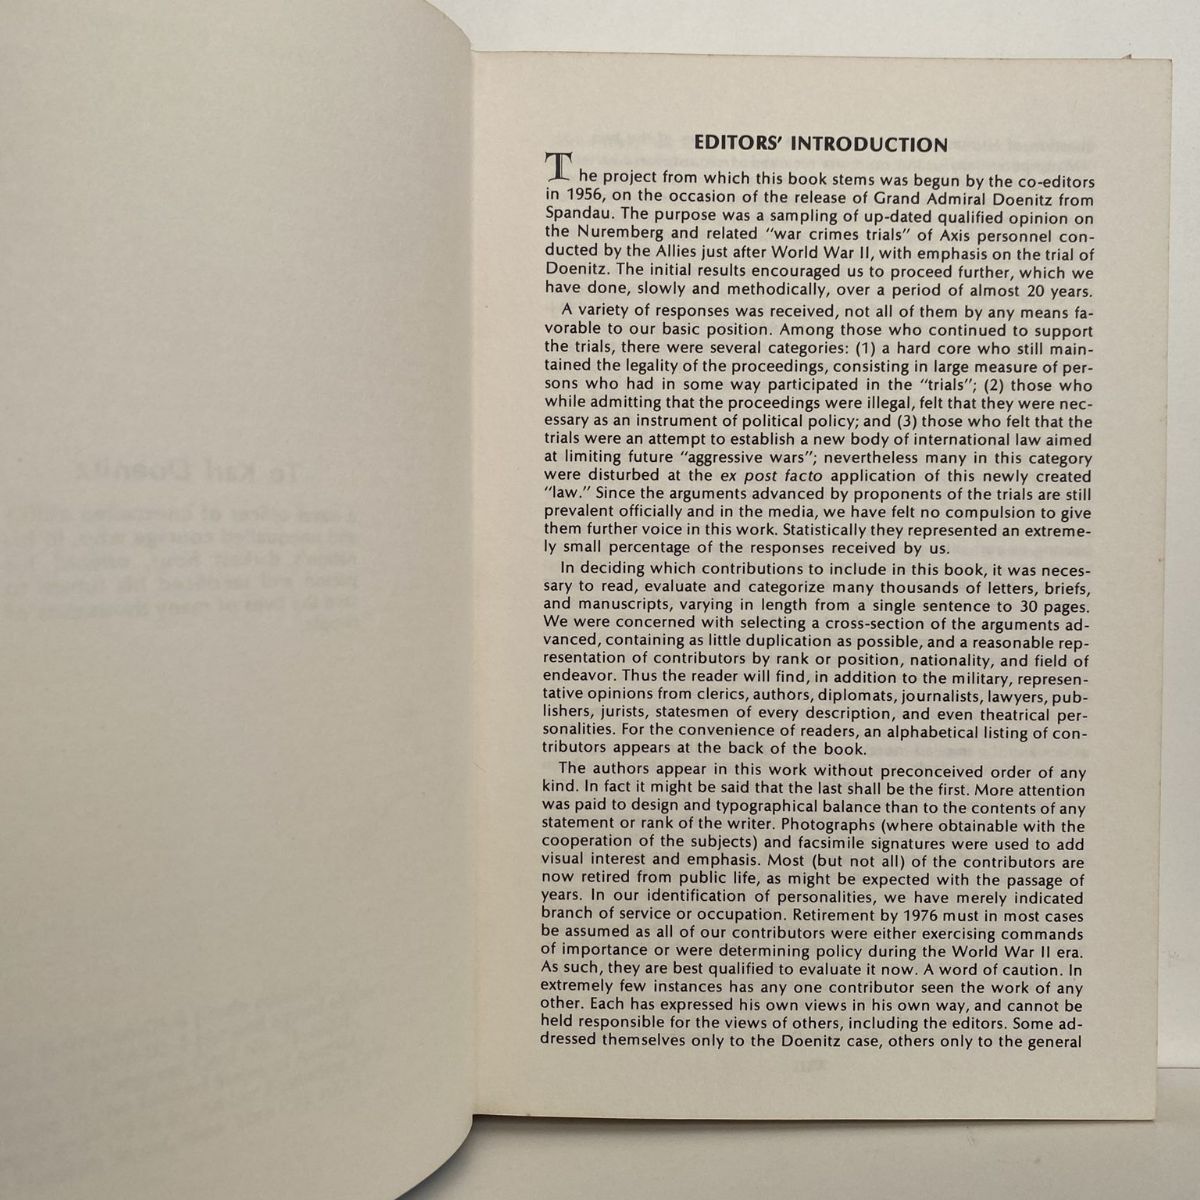 EDITORS' INTRODUCTION
The project from which this book stems was begun by the co-editors
in 1956, on the occasion of the release of Grand Admiral Doenitz from
Spandau. The purpose was a sampling of up-dated qualified opinion on
the Nuremberg and related "war crimes trials" of Axis personnel con-
ducted by the Allies just after World War II, with emphasis on the trial of
Doenitz. The initial results encouraged us to proceed further, which we
have done, slowly and methodically, over a period of almost 20 years.
A variety of responses was received, not all of them by any means fa-
vorable to our basic position. Among those who continued to support
the trials, there were several categories: (1) a hard core who still main-
tained the legality of the proceedings, consisting in large measure of per-
sons who had in some way participated in the "trials"; (2) those who
while admitting that the proceedings were illegal, felt that they were nec-
essary as an instrument of political policy; and (3) those who felt that the
trials were an attempt to establish a new body of international law aimed
at limiting future "aggressive wars"; nevertheless many in this category
were disturbed at the ex post facto application of this newly created
"law." Since the arguments advanced by proponents of the trials are still
prevalent officially and in the media, we have felt no compulsion to give
them further voice in this work. Statistically they represented an extreme-
ly small percentage of the responses received by us.
In deciding which contributions to include in this book, it was neces-
sary to read, evaluate and categorize many thousands of letters, briefs,
and manuscripts, varying in length from a single sentence to 30 pages.
We were concerned with selecting a cross-section of the arguments ad-
vanced, containing as little duplication as possible, and a reasonable rep-
resentation of contributors by rank or position, nationality, and field of
endeavor. Thus the reader will find, in addition to the military, represen-
tative opinions from clerics, authors, diplomats, journalists, lawyers, pub-
lishers, jurists, statesmen of every description, and even theatrical per-
sonalities. For the convenience of readers, an alphabetical listing of con-
tributors appears at the back of the book.
The authors appear in this work without preconceived order of any
kind. In fact it might be said that the last shall be the first. More attention
was paid to design and typographical balance than to the contents of any
statement or rank of the writer. Photographs (where obtainable with the
cooperation of the subjects) and facsimile signatures were used to add
visual interest and emphasis. Most (but not all) of the contributors are
now retired from public life, as might be expected with the passage of
years. In our identification of personalities, we have merely indicated
branch of service or occupation. Retirement by 1976 must in most cases
be assumed as all of our contributors were either exercising commands
of importance or were determining policy during the World War II era.
As such, they are best qualified to evaluate it now. A word of caution. In
extremely few instances has any one contributor seen the work of any
other. Each has expressed his own views in his own way, and cannot be
held responsible for the views of others, including the editors. Some ad-
dressed themselves only to the Doenitz case, others only to the general